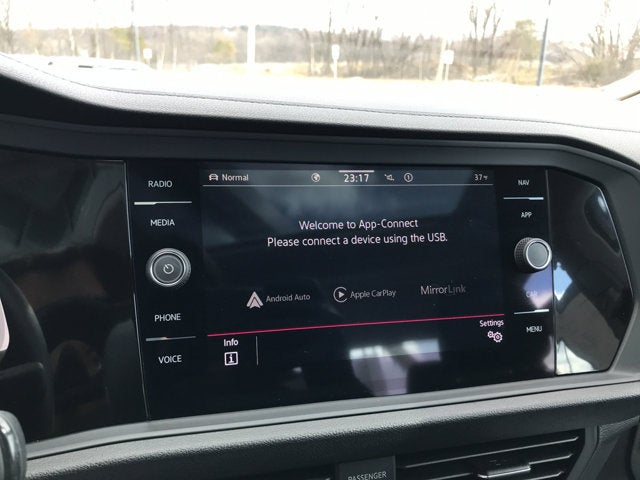 RADIO
MEDIA
PHONE
VOICE
Normal
23:17
37°F
Welcome to App-Connect
Please connect a device using the USB.
Android Auto
Apple CarPlay
MirrorLink
Info
Settings
NAV
APP
CAR
MENU
PASSENGER